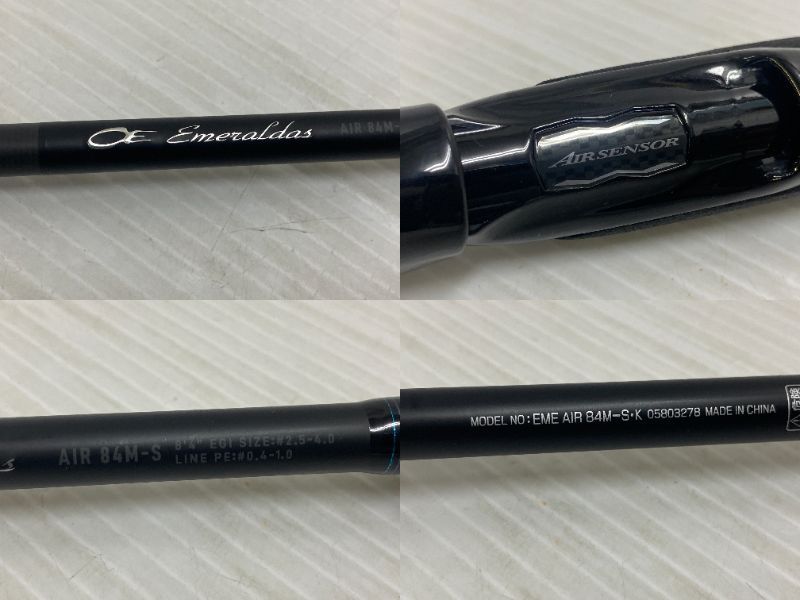 Emeraldas AIR 84M-
AIRSENSOR
AIR 84M-S 8'4" EGI SIZE:#2.5-4.0
LINE PE:#0.4-1.0
MODEL NO:EME AIR 84M-S·K 05803278 MADE IN CHINA